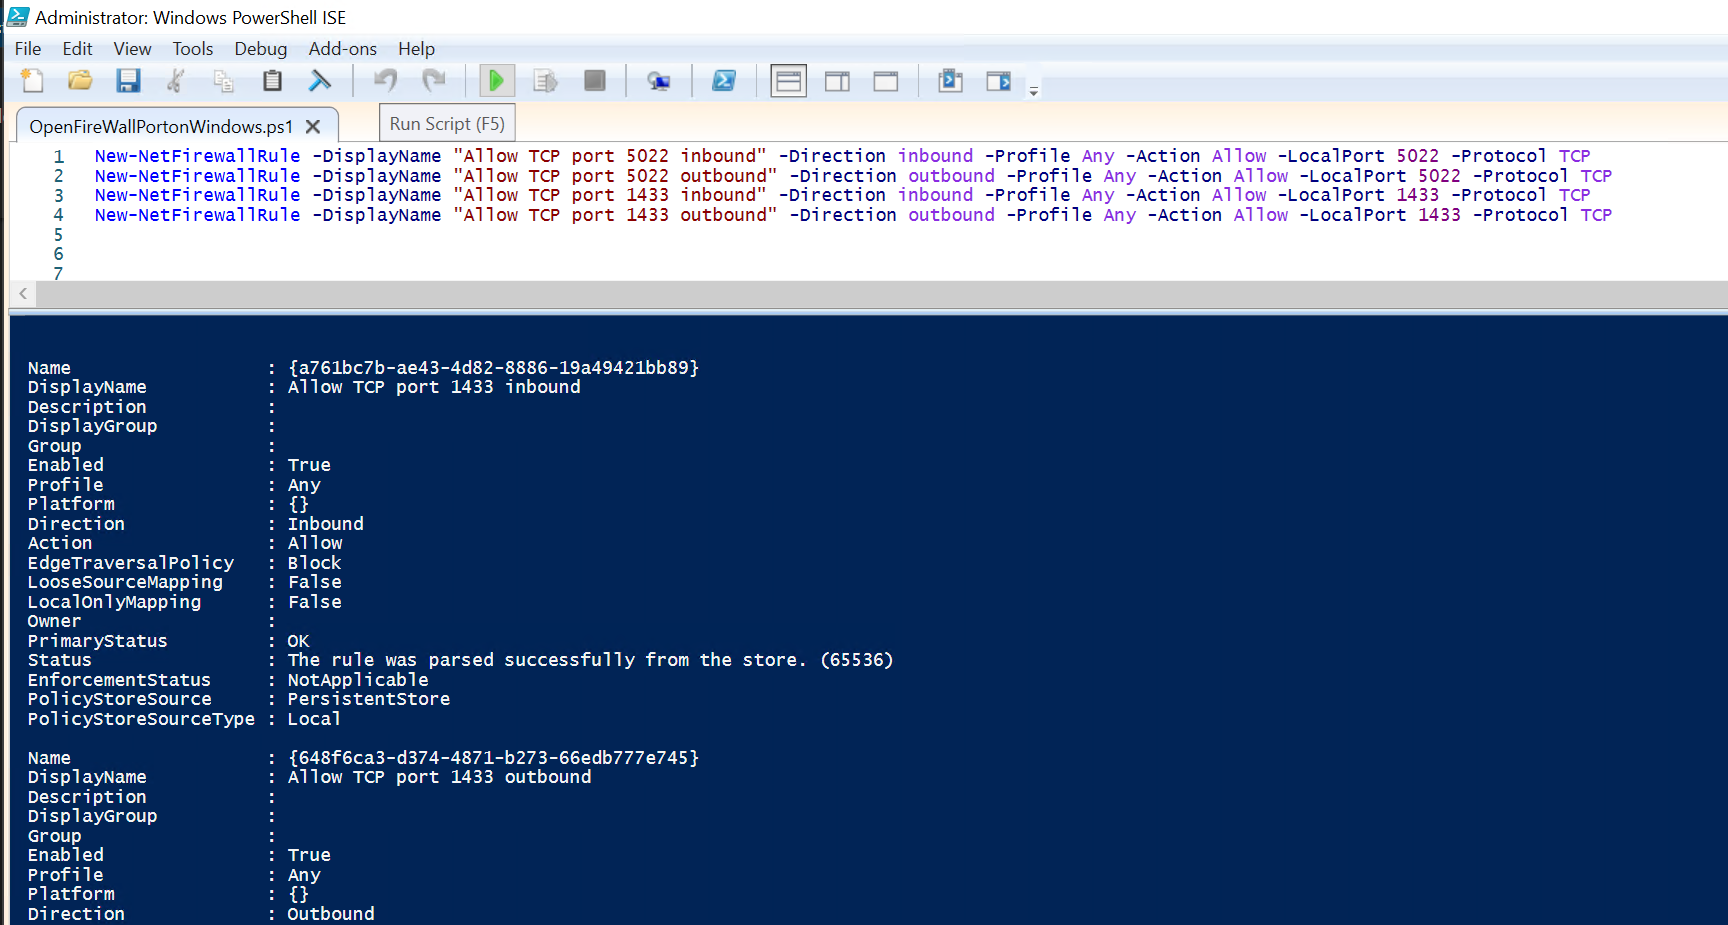 Administrator: Windows PowerShell ISE
File Edit View Tools Debug Add-ons Help
OpenFireWallPortonWindows.ps1
Run Script (F5)
1 New-NetFirewallRule -DisplayName "Allow TCP port 5022 inbound" -Direction inbound -Profile Any -Action Allow -LocalPort 5022 -Protocol TCP
2 New-NetFirewallRule -DisplayName "Allow TCP port 5022 outbound" -Direction outbound -Profile Any -Action Allow -LocalPort 5022 -Protocol TCP
3 New-NetFirewallRule -DisplayName "Allow TCP port 1433 inbound" -Direction inbound -Profile Any -Action Allow -LocalPort 1433 -Protocol TCP
4 New-NetFirewallRule -DisplayName "Allow TCP port 1433 outbound" -Direction outbound -Profile Any -Action Allow -LocalPort 1433 -Protocol TCP
5
6
7
Name : {a761bc7b-ae43-4d82-8886-19a49421bb89}
DisplayName : Allow TCP port 1433 inbound
Description :
DisplayGroup :
Group :
Enabled : True
Profile : Any
Platform : {}
Direction : Inbound
Action : Allow
EdgeTraversalPolicy : Block
LooseSourceMapping : False
LocalOnlyMapping : False
Owner :
PrimaryStatus : OK
Status : The rule was parsed successfully from the store. (65536)
EnforcementStatus : NotApplicable
PolicyStoreSource : PersistentStore
PolicyStoreSourceType : Local
Name : {648f6ca3-d374-4871-b273-66edb777e745}
DisplayName : Allow TCP port 1433 outbound
Description :
DisplayGroup :
Group :
Enabled : True
Profile : Any
Platform : {}
Direction : Outbound